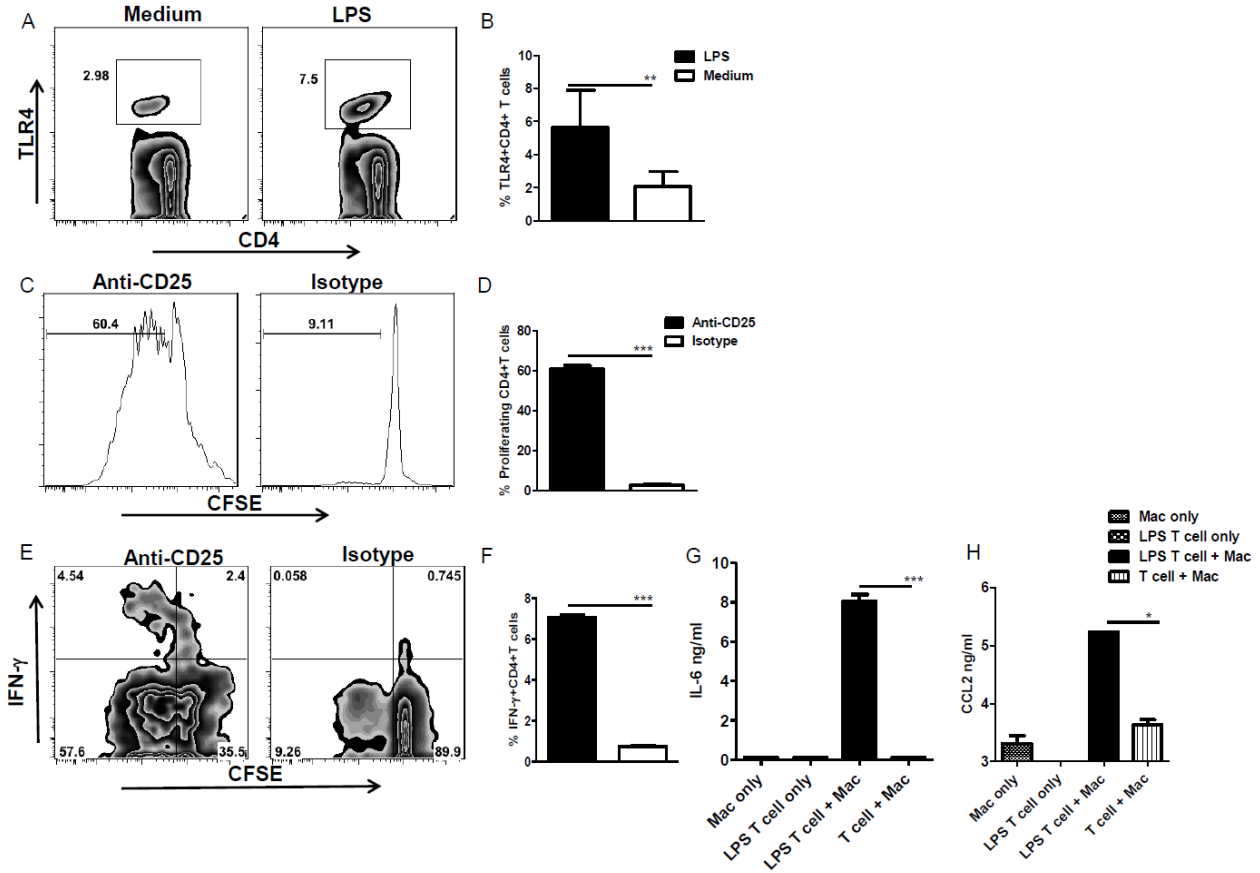 A
Medium
LPS
2.98
7.5
TLR4
CD4
B
% TLR4+CD4+ T cells
10
8
6
4
2
0
**
LPS
Medium
C
Anti-CD25
Isotype
60.4
9.11
CFSE
D
% Proliferating CD4+T cells
80
60
40
20
0
***
Anti-CD25
Isotype
E
Anti-CD25
Isotype
4.54
2.4
0.058
0.745
57.6
35.5
9.26
89.9
IFN-γ
CFSE
F
% IFN-γ+CD4+T cells
8
6
4
2
0
***
G
IL-6 ng/ml
10
8
6
4
2
0
***
Mac only
LPS T cell only
LPS T cell + Mac
T cell + Mac
Mac only
LPS T cell only
LPS T cell + Mac
T cell + Mac
H
CCL2 ng/ml
6
5
4
3
*
Mac only
LPS T cell only
LPS T cell + Mac
T cell + Mac